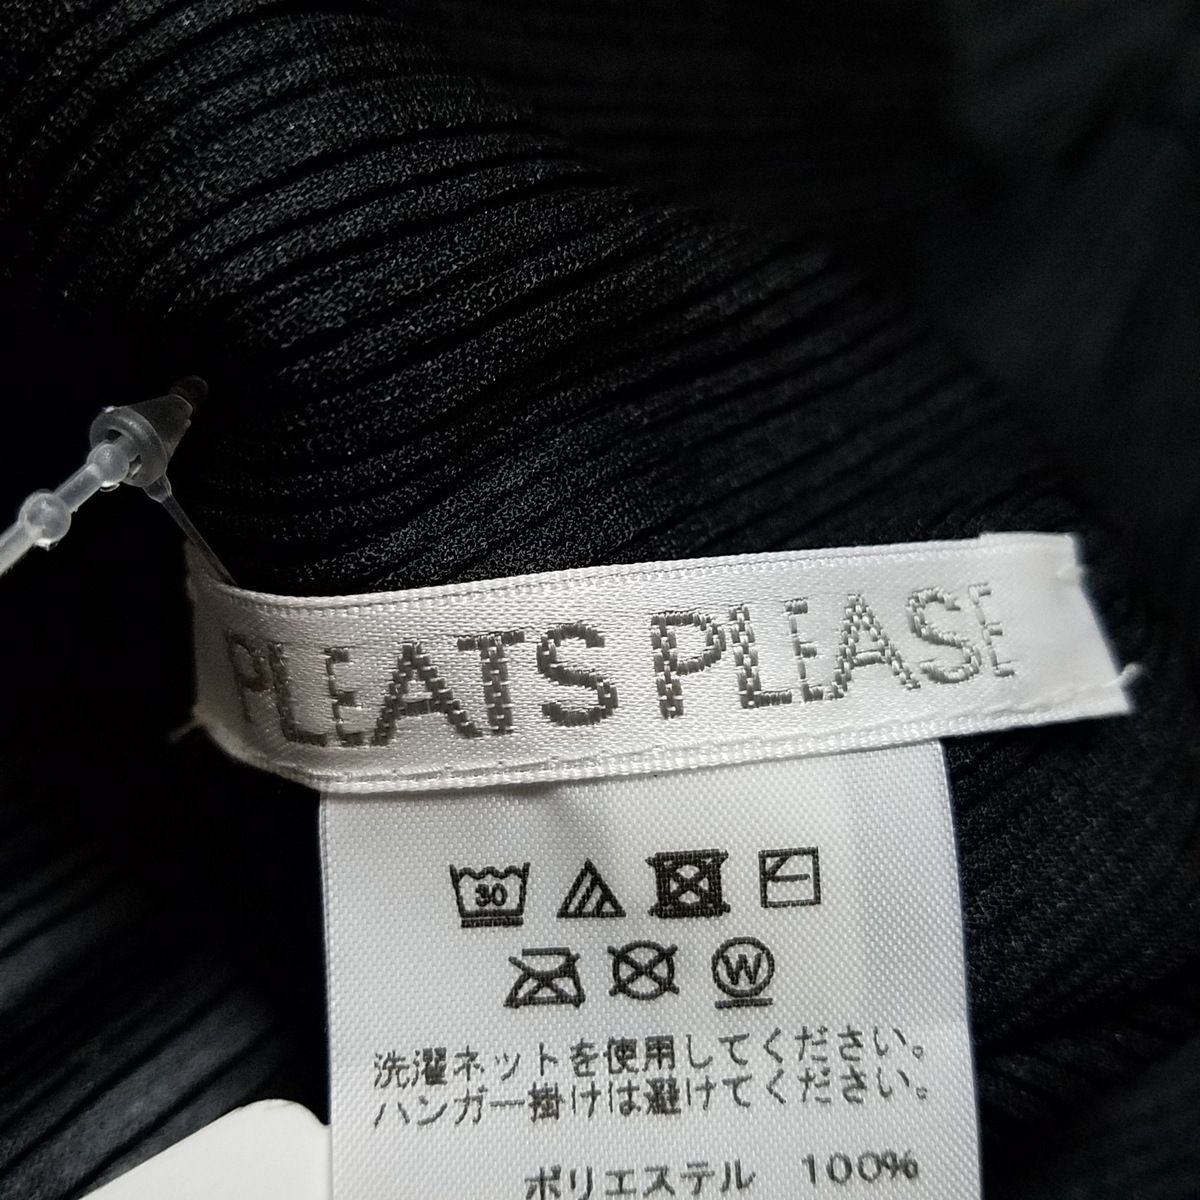 PLEATS PLEASE
30
W
洗濯ネットを使用してください。
ハンガー掛けは避けてください。
ポリエステル 100%